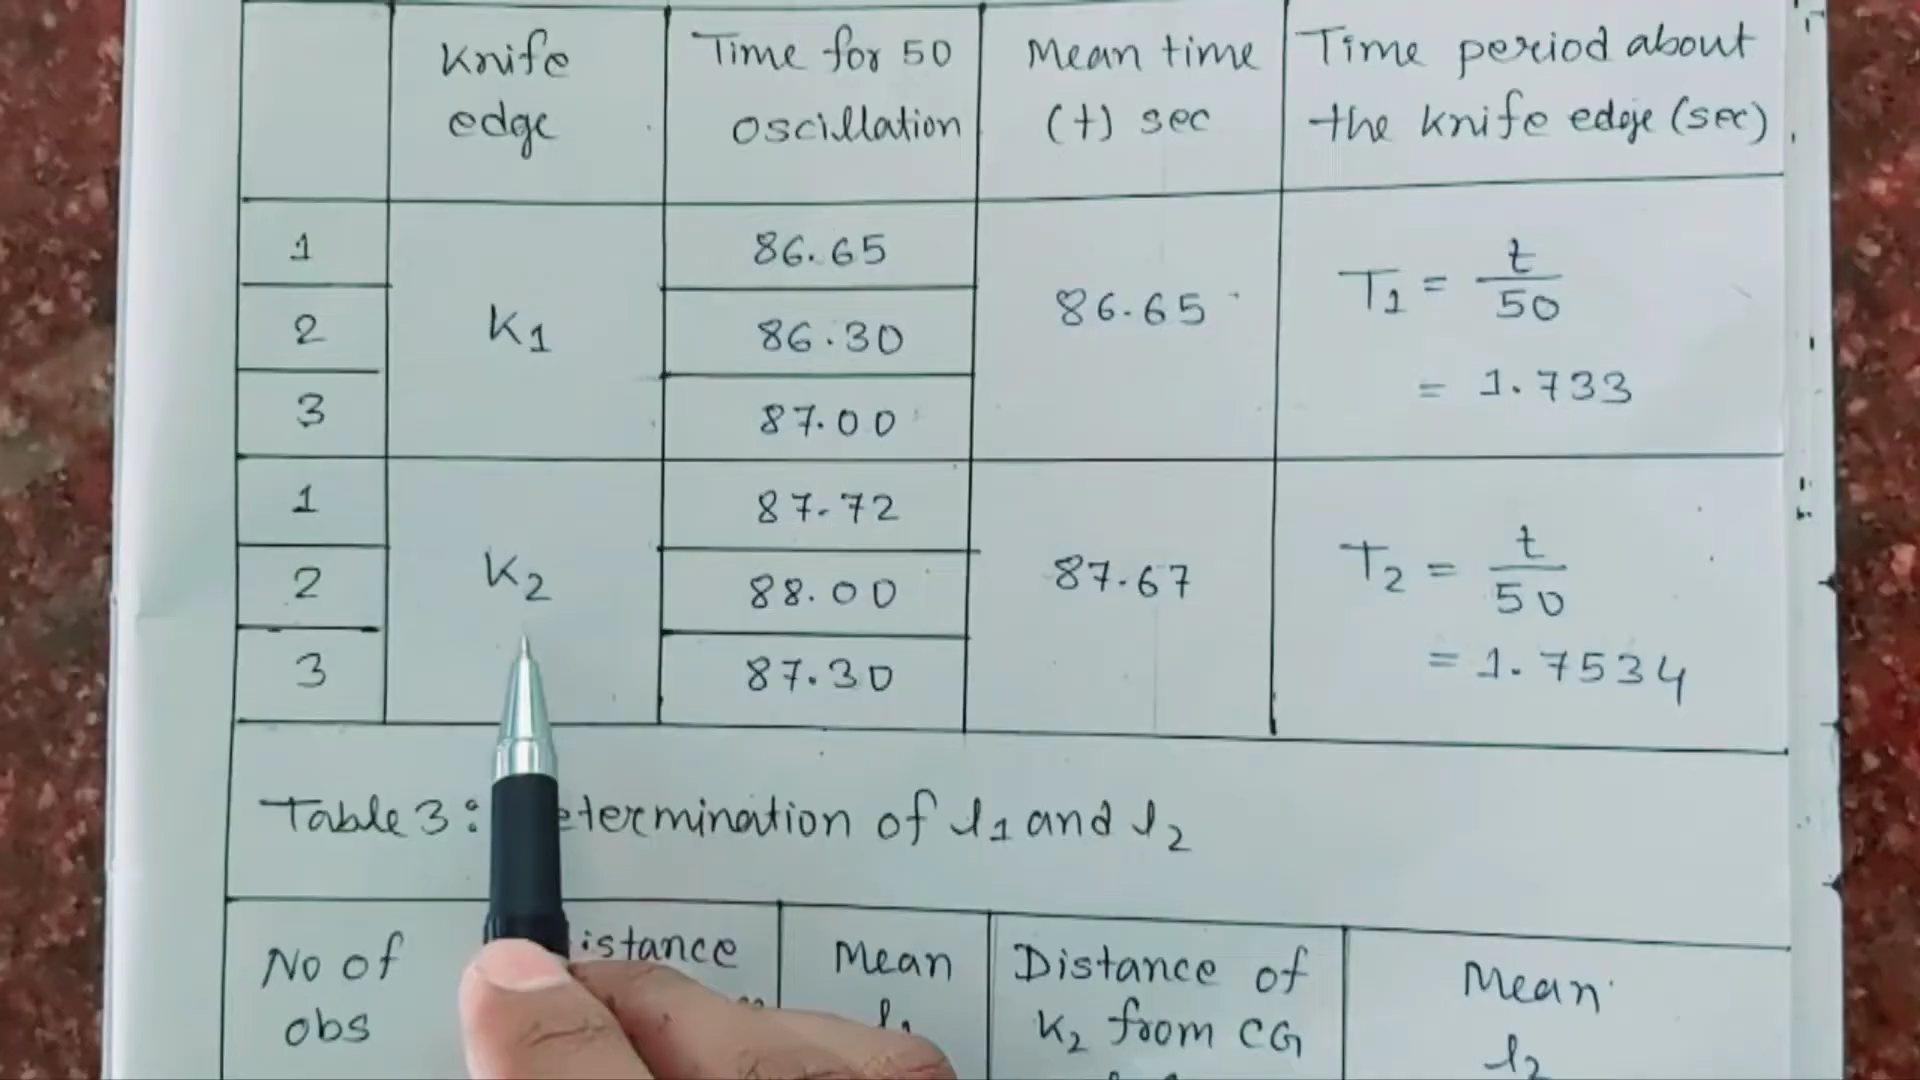 Knife
edge
Time for 50
oscillation
Mean time
(t) sec
Time period about
the knife edge (sec)
1
K1
86.65
86.65
T1 = t/50
2
86.30
= 1.733
3
87.00
1
K2
87.72
87.67
T2 = t/50
2
88.00
= 1.7534
3
87.30
Table 3: etermination of l1 and l2
No of
obs
istance
Mean
Distance of
K2 from CG
Mean
l2